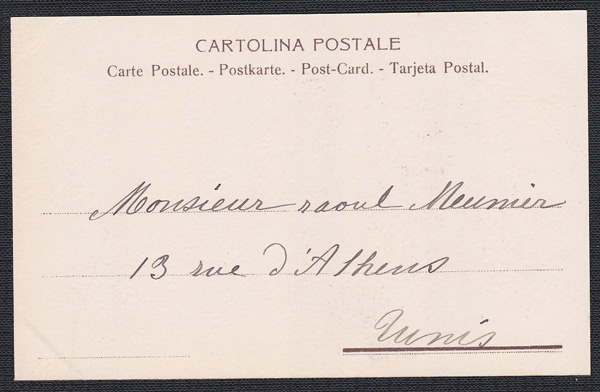 CARTOLINA POSTALE
Carte Postale. - Postkarte. - Post-Card. - Tarjeta Postal.
Monsieur raoul Meunier
13 rue d'Athens
Tunis